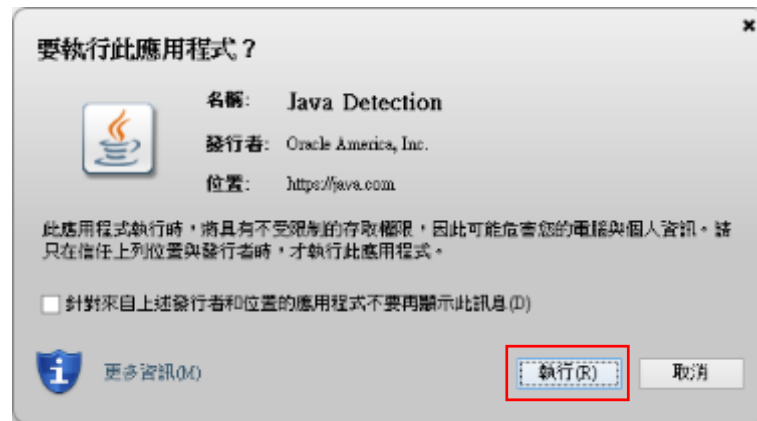 要執行此應用程式？
名稱: Java Detection
發行者: Oracle America, Inc.
位置: https://java.com
此應用程式執行時，將具有不受限制的存取權限，因此可能危害您的電腦與個人資訊。請
只在信任上列位置與發行者時，才執行此應用程式。
針對來自上述發行者和位置的應用程式不要再顯示此訊息(D)
更多資訊(M)
執行(R)
取消